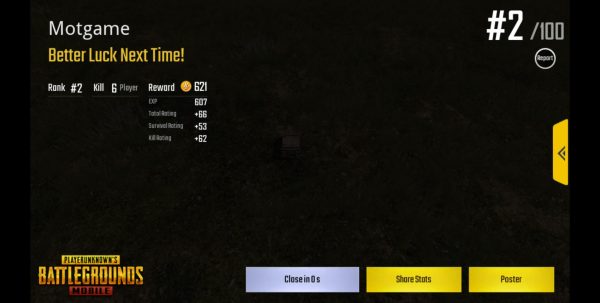 Motgame
#2/100
Better Luck Next Time!
Report
Rank #2 Kill 6 Player Reward 621
EXP 607
Total Rating +66
Survival Rating +53
Kill Rating +62
PLAYERUNKNOWN'S
BATTLEGROUNDS
MOBILE
Close in 0 s
Share Stats
Poster